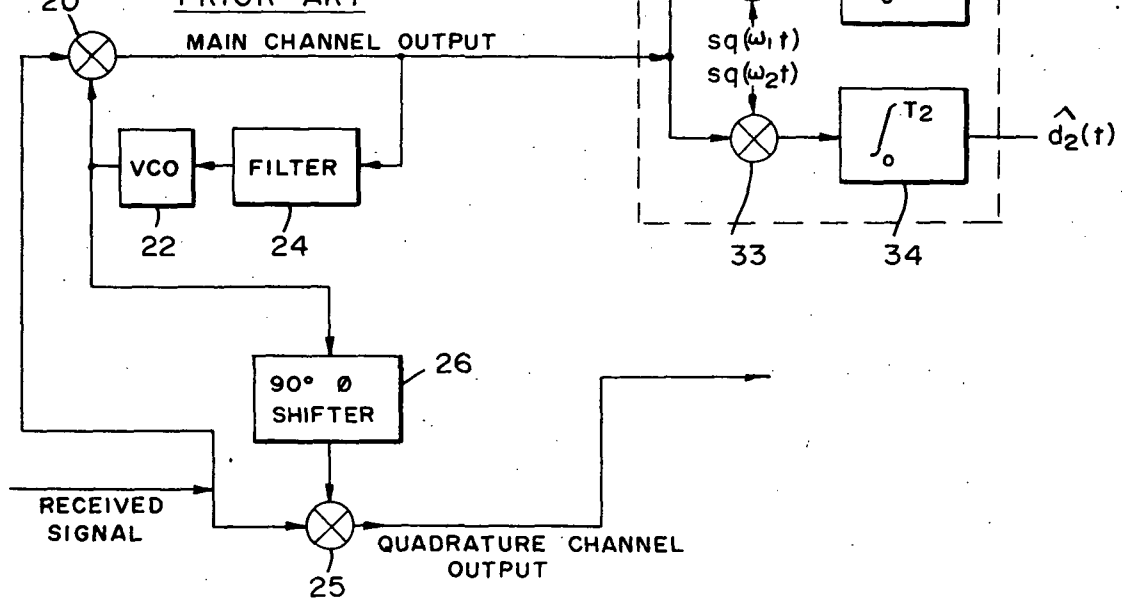 20
PRIOR ART
MAIN CHANNEL OUTPUT
sq(ω₁t)
sq(ω₂t)
∫ T2 0
d̂₂(t)
VCO
FILTER
22
24
33
34
90° Ø
SHIFTER
26
RECEIVED
SIGNAL
QUADRATURE CHANNEL
OUTPUT
25